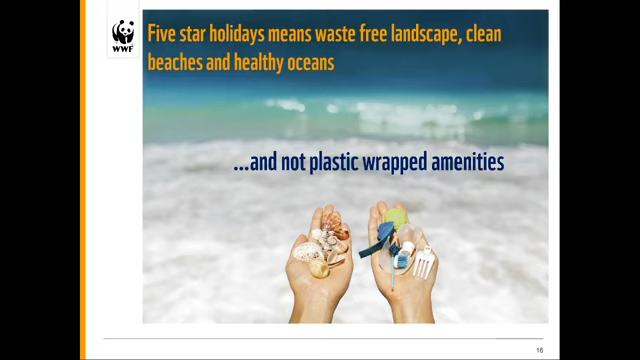 Five star holidays means waste free landscape, clean
beaches and healthy oceans
WWF
...and not plastic wrapped amenities
16